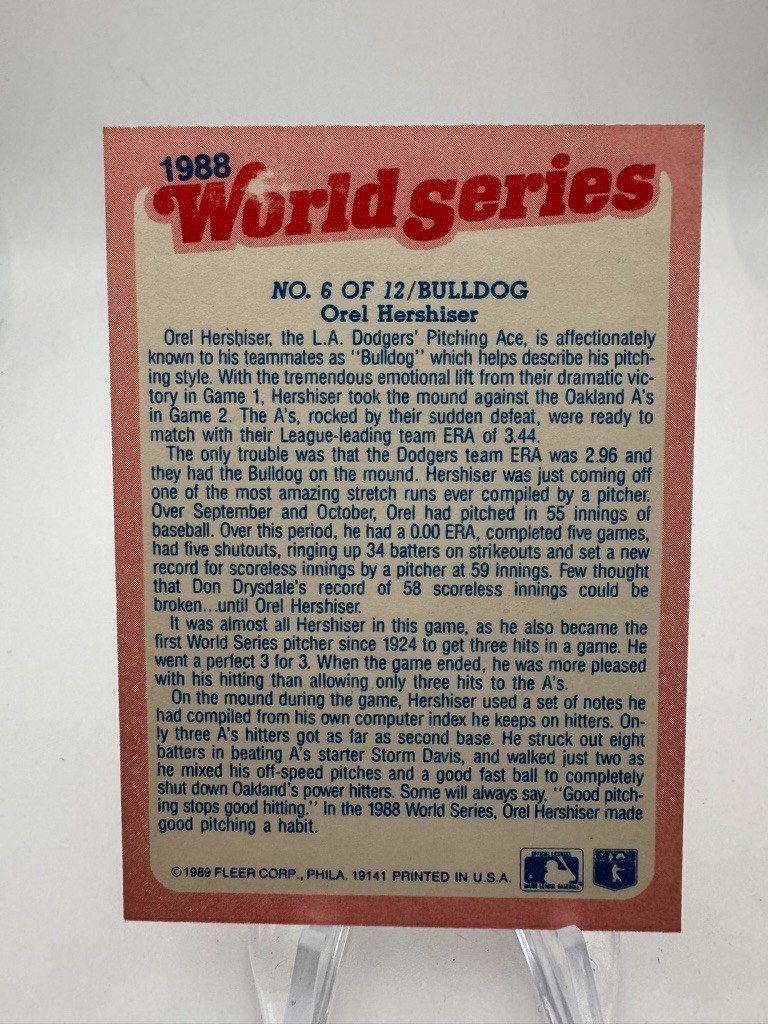 1988
World Series
NO. 6 OF 12/BULLDOG
Orel Hershiser
Orel Hershiser, the L.A. Dodgers' Pitching Ace, is affectionately
known to his teammates as "Bulldog" which helps describe his pitch-
ing style. With the tremendous emotional lift from their dramatic vic-
tory in Game 1, Hershiser took the mound against the Oakland A's
in Game 2. The A's, rocked by their sudden defeat, were ready to
match with their League-leading team ERA of 3.44.
The only trouble was that the Dodgers team ERA was 2.96 and
they had the Bulldog on the mound. Hershiser was just coming off
one of the most amazing stretch runs ever compiled by a pitcher.
Over September and October, Orel had pitched in 55 innings of
baseball. Over this period, he had a 0.00 ERA, completed five games,
had five shutouts, ringing up 34 batters on strikeouts and set a new
record for scoreless innings by a pitcher at 59 innings. Few thought
that Don Drysdale's record of 58 scoreless innings could be
broken...until Orel Hershiser.
It was almost all Hershiser in this game, as he also became the
first World Series pitcher since 1924 to get three hits in a game. He
went a perfect 3 for 3. When the game ended, he was more pleased
with his hitting than allowing only three hits to the A's.
On the mound during the game, Hershiser used a set of notes he
had compiled from his own computer index he keeps on hitters. On-
ly three A's hitters got as far as second base. He struck out eight
batters in beating A's starter Storm Davis, and walked just two as
he mixed his off-speed pitches and a good fast ball to completely
shut down Oakland's power hitters. Some will always say, "Good pitch-
ing stops good hitting." In the 1988 World Series, Orel Hershiser made
good pitching a habit.
©1989 FLEER CORP., PHILA. 19141 PRINTED IN U.S.A.
OFFICIAL LICENSEE
MAJOR LEAGUE BASEBALL